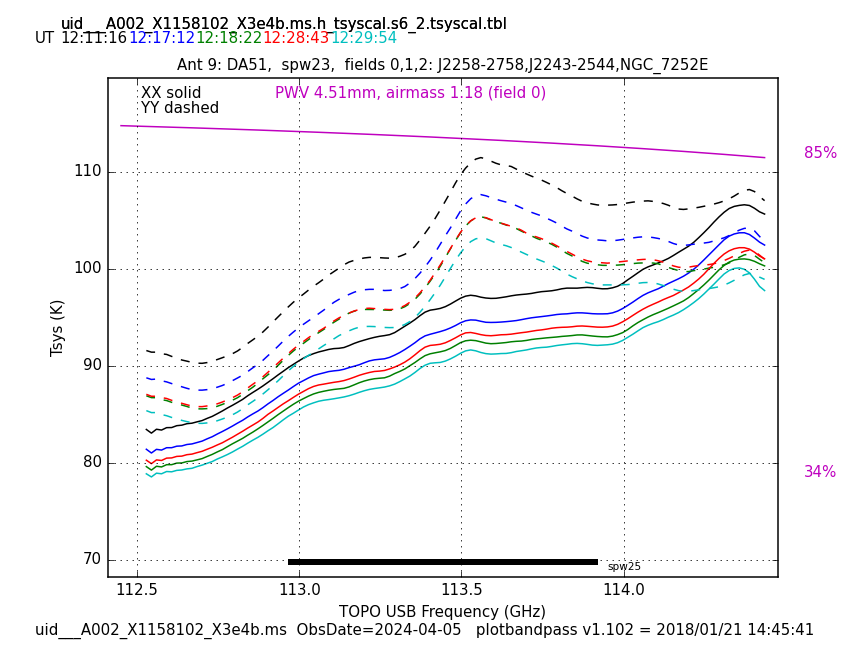 uid___A002_X1158102_X3e4b.ms.h_tsyscal.s6_2.tsyscal.tbl
UT 12:11:16 12:17:12 12:18:22 12:28:43 12:29:54
Ant 9: DA51,  spw23,  fields 0,1,2: J2258-2758,J2243-2544,NGC_7252E
XX solid
PWV 4.51mm, airmass 1.18 (field 0)
YY dashed
85%
110
100
Tsys (K)
90
80
34%
70
spw25
112.5 113.0 113.5 114.0
TOPO USB Frequency (GHz)
uid___A002_X1158102_X3e4b.ms  ObsDate=2024-04-05   plotbandpass v1.102 = 2018/01/21 14:45:41